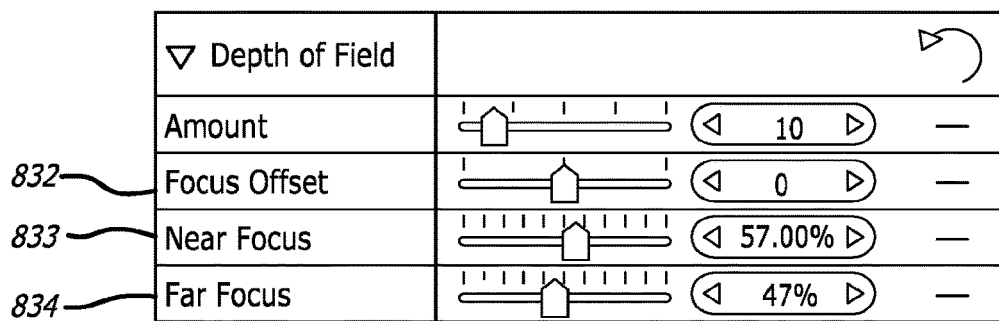 Depth of Field
Amount 10
832 Focus Offset 0
833 Near Focus 57.00%
834 Far Focus 47%